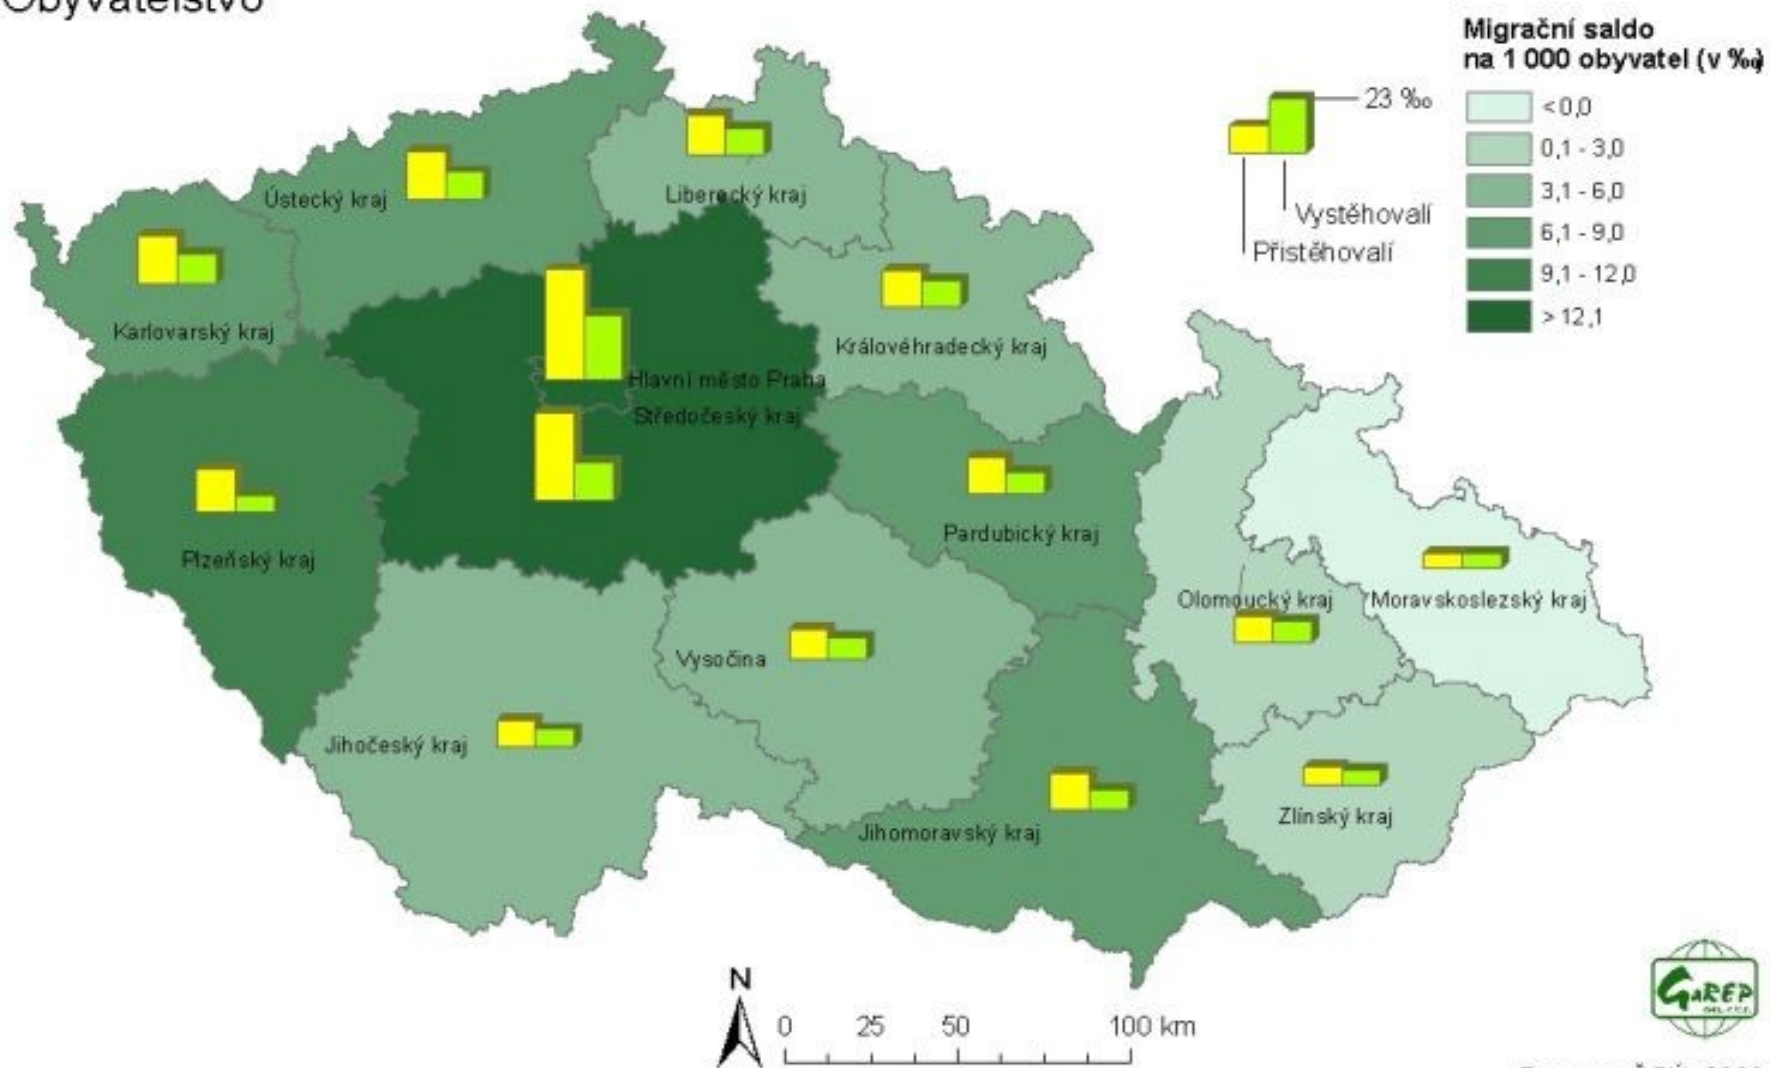 Obyvatelstvo
Migrační saldo
na 1 000 obyvatel (v ‰)
< 0,0
0,1 - 3,0
3,1 - 6,0
6,1 - 9,0
9,1 - 12,0
> 12,1
23 ‰
Vystěhovalí
Přistěhovalí
Liberecký kraj
Ústecký kraj
Karlovarský kraj
Královéhradecký kraj
Hlavní město Praha
Středočeský kraj
Pardubický kraj
Plzeňský kraj
Olomoucký kraj
Moravskoslezský kraj
Vysočina
Jihočeský kraj
Zlínský kraj
Jihomoravský kraj
N
0 25 50 100 km
GAREP